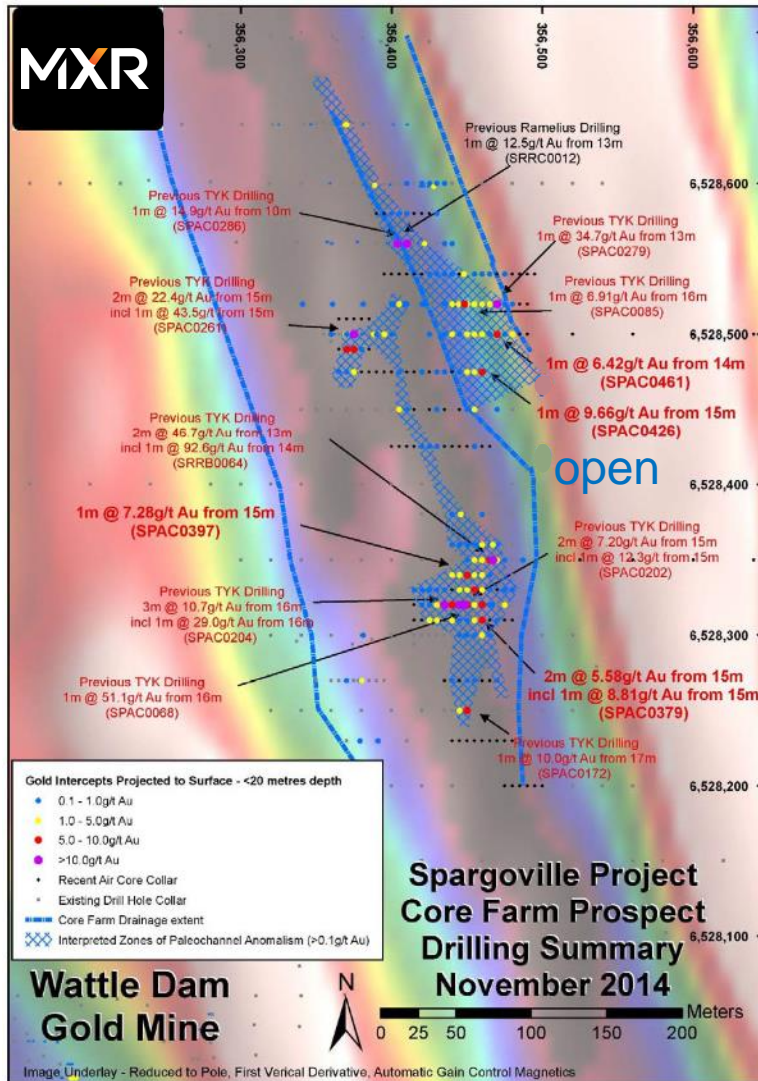 MXR
356,300
356,400
356,500
356,600
Previous Ramelius Drilling
1m @ 12.5g/t Au from 13m
(SRRC0012)
6,528,600
Previous TYK Drilling
1m @ 14.9g/t Au from 10m
(SPAC0286)
Previous TYK Drilling
1m @ 34.7g/t Au from 13m
(SPAC0279)
Previous TYK Drilling
2m @ 22.4g/t Au from 15m
incl 1m @ 43.5g/t Au from 15m
(SPAC0261)
Previous TYK Drilling
1m @ 6.91g/t Au from 16m
(SPAC0085)
6,528,500
1m @ 6.42g/t Au from 14m
(SPAC0461)
1m @ 9.66g/t Au from 15m
(SPAC0426)
Previous TYK Drilling
2m @ 46.7g/t Au from 13m
incl 1m @ 92.6g/t Au from 14m
(SRRB0064)
open
6,528,400
1m @ 7.28g/t Au from 15m
(SPAC0397)
Previous TYK Drilling
2m @ 7.20g/t Au from 15m
incl 1m @ 12.3g/t from 15m
(SPAC0202)
Previous TYK Drilling
3m @ 10.7g/t Au from 16m
incl 1m @ 29.0g/t Au from 16m
(SPAC0204)
6,528,300
2m @ 5.58g/t Au from 15m
incl 1m @ 8.81g/t Au from 15m
(SPAC0379)
Previous TYK Drilling
1m @ 51.1g/t Au from 16m
(SPAC0068)
Previous TYK Drilling
1m @ 10.0g/t Au from 17m
(SPAC0172)
6,528,200
Gold Intercepts Projected to Surface - <20 metres depth
0.1 - 1.0g/t Au
1.0 - 5.0g/t Au
5.0 - 10.0g/t Au
>10.0g/t Au
Recent Air Core Collar
Existing Drill Hole Collar
Core Farm Drainage extent
Interpreted Zones of Paleochannel Anomalism (>0.1g/t Au)
Spargoville Project
Core Farm Prospect
Drilling Summary
November 2014
6,528,100
Wattle Dam
Gold Mine
N
Meters
0 25 50 100 150 200
Image Underlay - Reduced to Pole, First Verical Derivative, Automatic Gain Control Magnetics